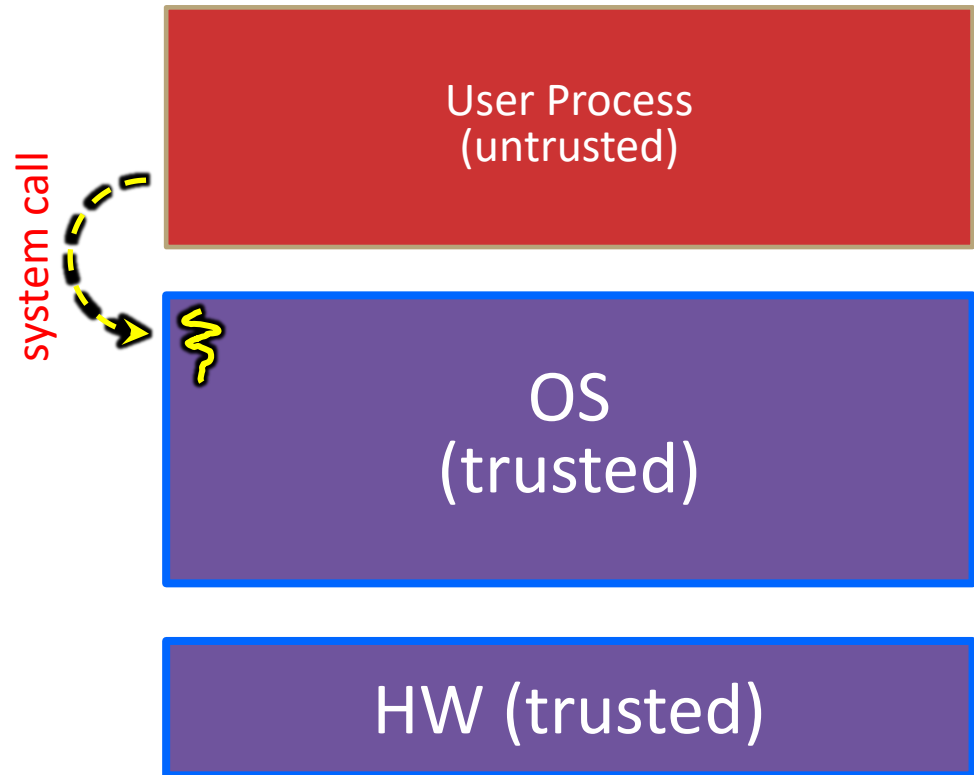 User Process
(untrusted)
system call
OS
(trusted)
HW (trusted)